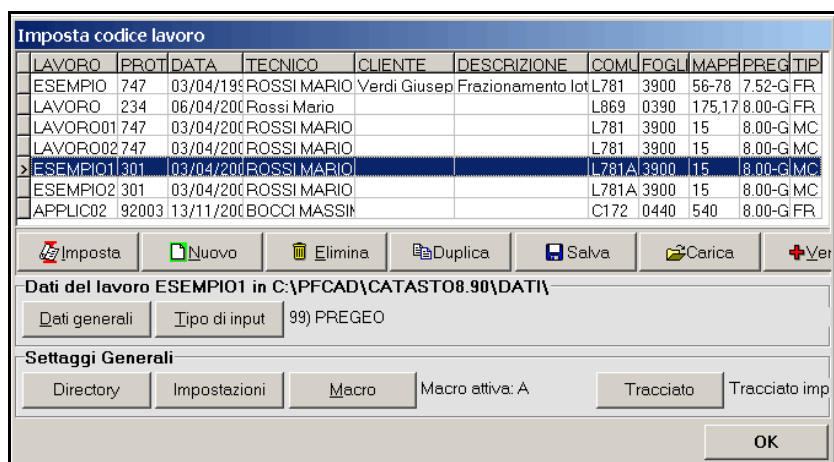 Imposta codice lavoro
LAVORO PROT DATA TECNICO CLIENTE DESCRIZIONE COMU FOGLI MAPP PREG TIP
ESEMPIO 747 03/04/199 ROSSI MARIO Verdi Giusep Frazionamento lot L781 3900 56-78 7.52-G FR
LAVORO 234 06/04/200 Rossi Mario L869 0390 175,17 8.00-G FR
LAVORO01 747 03/04/200 ROSSI MARIO L781 3900 15 8.00-G MC
LAVORO02 747 03/04/200 ROSSI MARIO L781 3900 15 8.00-G MC
ESEMPIO1 301 03/04/200 ROSSI MARIO L781A 3900 15 8.00-G MC
ESEMPIO2 301 03/04/200 ROSSI MARIO L781A 3900 15 8.00-G MC
APPLIC02 92003 13/11/200 BOCCI MASSIM C172 0440 540 8.00-G FR
Imposta Nuovo Elimina Duplica Salva Carica Ver
Dati del lavoro ESEMPIO1 in C:\PFCAD\CATASTO8.90\DATI\
Dati generali Tipo di input 99) PREGEO
Settaggi Generali
Directory Impostazioni Macro Macro attiva: A Tracciato Tracciato imp
OK